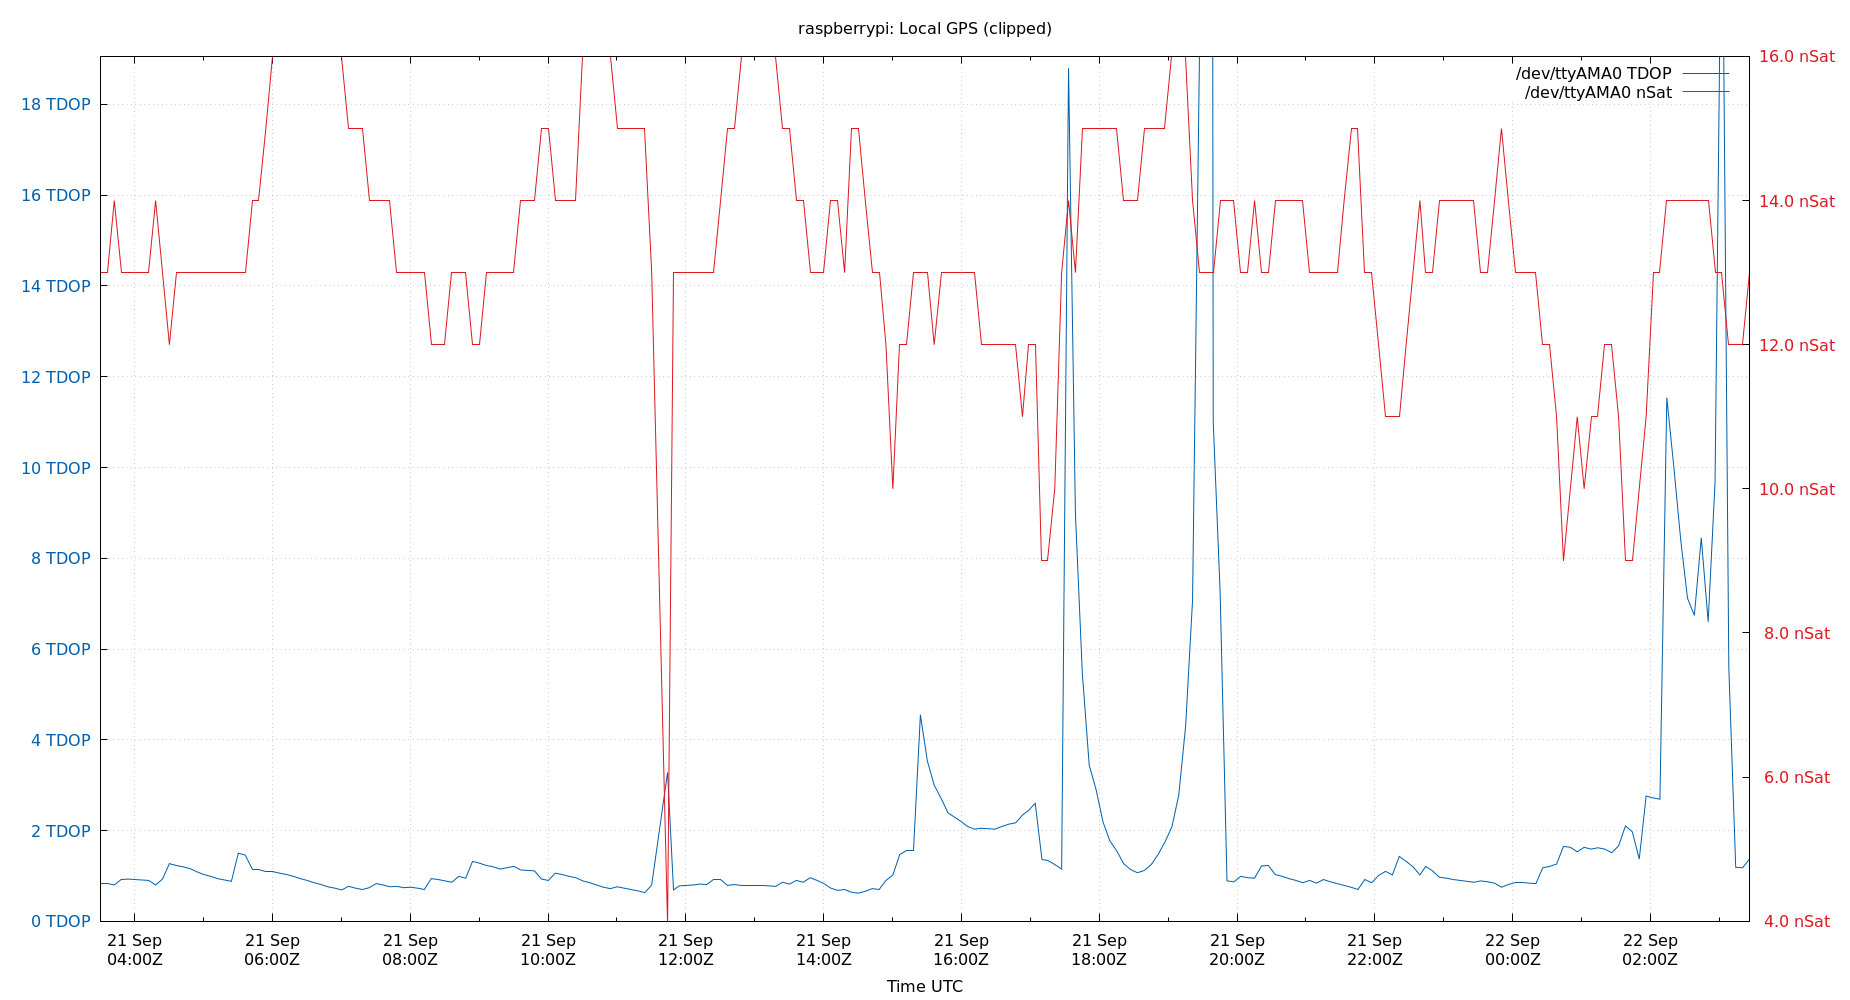 raspberrypi: Local GPS (clipped)
/dev/ttyAMA0 TDOP
/dev/ttyAMA0 nSat
18 TDOP
16 TDOP
14 TDOP
12 TDOP
10 TDOP
8 TDOP
6 TDOP
4 TDOP
2 TDOP
0 TDOP
16.0 nSat
14.0 nSat
12.0 nSat
10.0 nSat
8.0 nSat
6.0 nSat
4.0 nSat
21 Sep
04:00Z
21 Sep
06:00Z
21 Sep
08:00Z
21 Sep
10:00Z
21 Sep
12:00Z
21 Sep
14:00Z
21 Sep
16:00Z
21 Sep
18:00Z
21 Sep
20:00Z
21 Sep
22:00Z
22 Sep
00:00Z
22 Sep
02:00Z
Time UTC